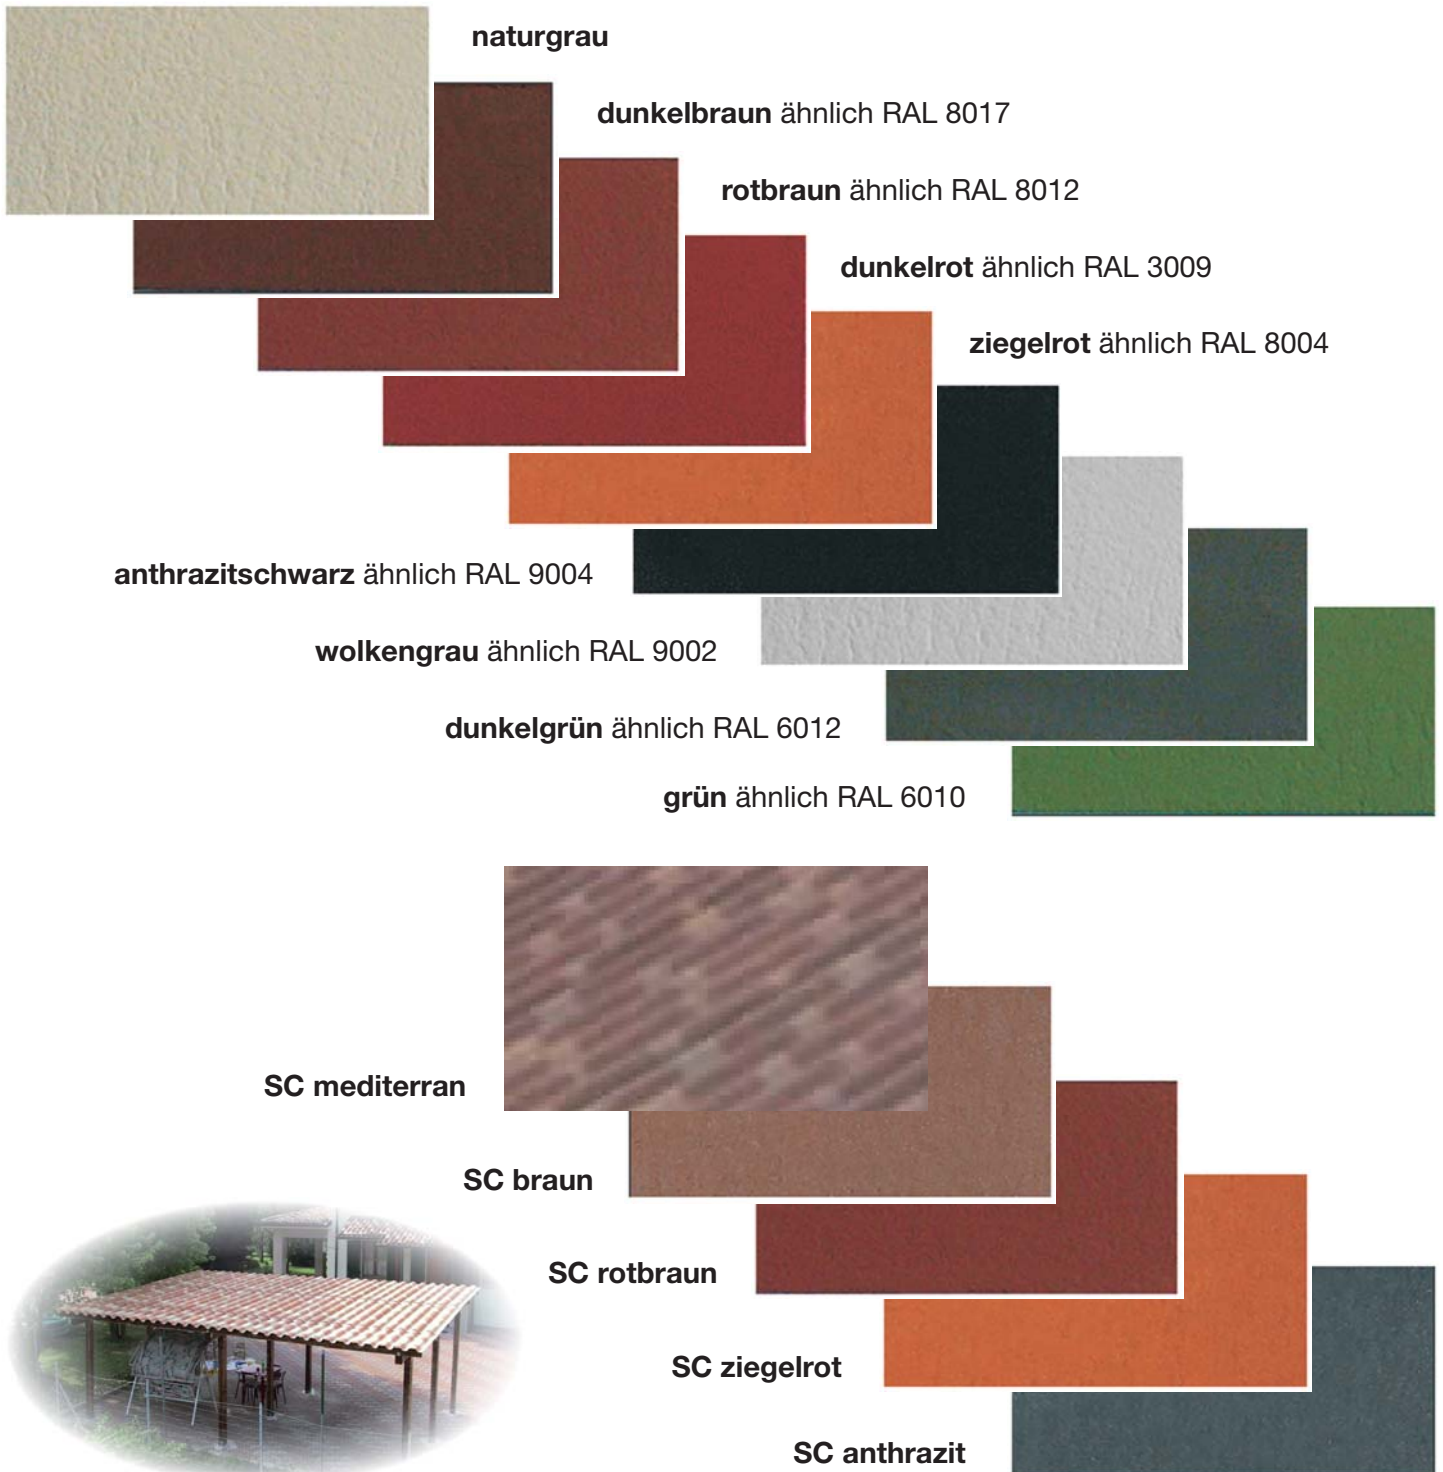 naturgrau
dunkelbraun ähnlich RAL 8017
rotbraun ähnlich RAL 8012
dunkelrot ähnlich RAL 3009
ziegelrot ähnlich RAL 8004
anthrazitschwarz ähnlich RAL 9004
wolkengrau ähnlich RAL 9002
dunkelgrün ähnlich RAL 6012
grün ähnlich RAL 6010
SC mediterran
SC braun
SC rotbraun
SC ziegelrot
SC anthrazit